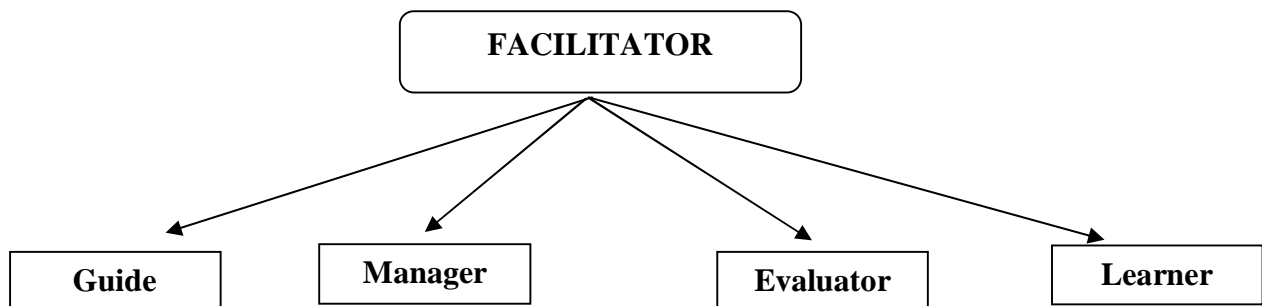 FACILITATOR
Guide
Manager
Evaluator
Learner